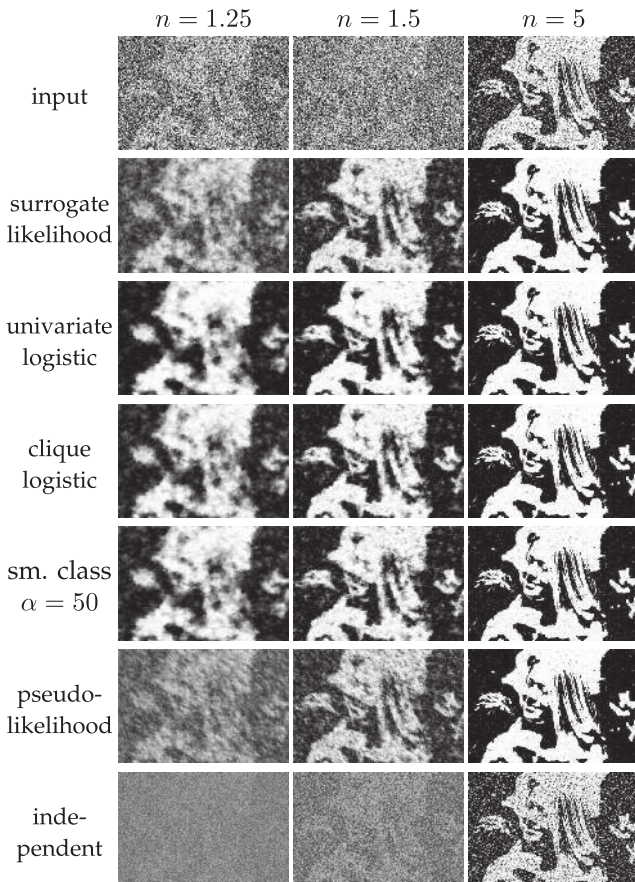 n = 1.25 n = 1.5 n = 5
input
surrogate
likelihood
univariate
logistic
clique
logistic
sm. class
α = 50
pseudo-
likelihood
inde-
pendent